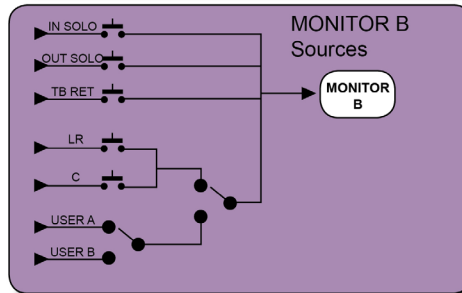 MONITOR B
Sources
IN SOLO
OUT SOLO
TB RET
MONITOR
B
LR
C
USER A
USER B